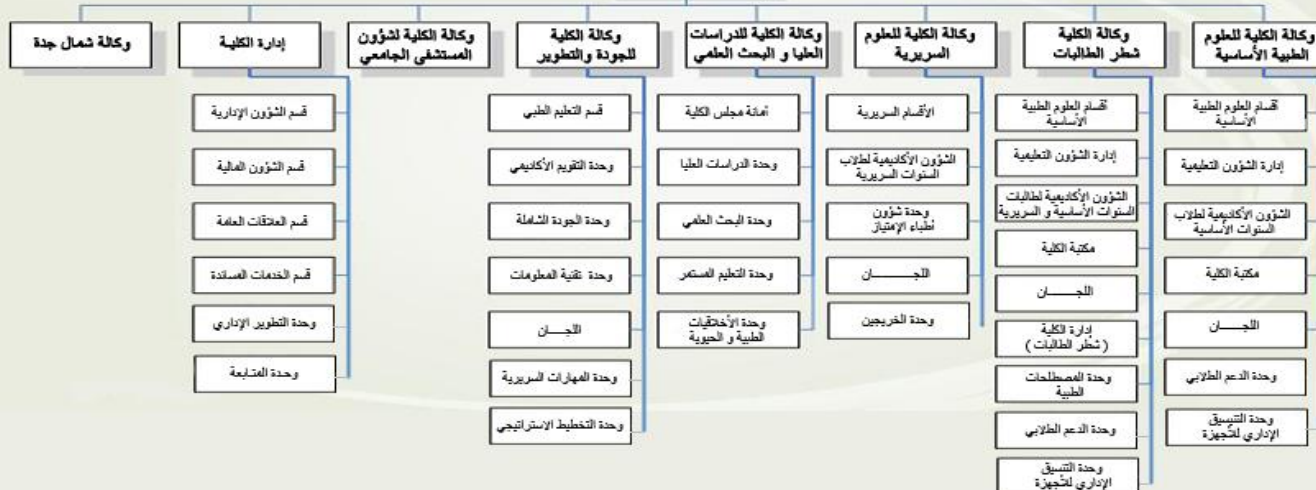 وكالة الكلية للعلوم
الطبية الأساسية
وكالة الكلية
شطر الطالبات
وكالة الكلية للعلوم
السريرية
وكالة الكلية للدراسات
العليا و البحث العلمي
وكالة الكلية
للجودة والتطوير
وكالة الكلية لشؤون
المستشفى الجامعي
إدارة الكلية
وكالة شمال جدة
أقسام العلوم الطبية
الأساسية
إدارة الشؤون التعليمية
الشؤون الأكاديمية لطلاب
السنوات الأساسية
مكتبة الكلية
اللجـــــان
وحدة الدعم الطلابي
وحدة التنسيق
الإداري للأجهزة
أقسام العلوم الطبية
الأساسية
إدارة الشؤون التعليمية
الشؤون الأكاديمية لطالبات
السنوات الأساسية و السريرية
مكتبة الكلية
اللجـــــان
إدارة الكلية
( شطر الطالبات )
وحدة المصطلحات
الطبية
وحدة الدعم الطلابي
وحدة التنسيق
الإداري للأجهزة
الأقسام السريرية
الشؤون الأكاديمية لطلاب
السنوات السريرية
وحدة شؤون
أطباء الإمتياز
اللجـــــــــان
وحدة الخريجين
أمانة مجلس الكلية
وحدة الدراسات العليا
وحدة البحث العلمي
وحدة التعليم المستمر
وحدة الأخلاقيات
الطبية و الحيوية
قسم التعليم الطبي
وحدة التقويم الأكاديمي
وحدة الجودة الشاملة
وحدة تقنية المعلومات
اللجـــــان
وحدة المهارات السريرية
وحدة التخطيط الاستراتيجي
قسم الشؤون الإدارية
قسم الشؤون المالية
قسم العلاقات العامة
قسم الخدمات المساندة
وحدة التطوير الإداري
وحدة المتابعة